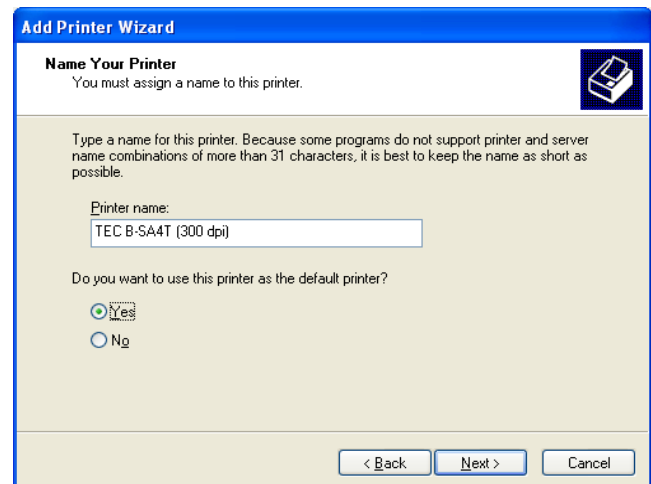 Add Printer Wizard
Name Your Printer
You must assign a name to this printer.
Type a name for this printer. Because some programs do not support printer and server
name combinations of more than 31 characters, it is best to keep the name as short as
possible.
Printer name:
TEC B-SA4T (300 dpi)
Do you want to use this printer as the default printer?
Yes
No
< Back Next > Cancel